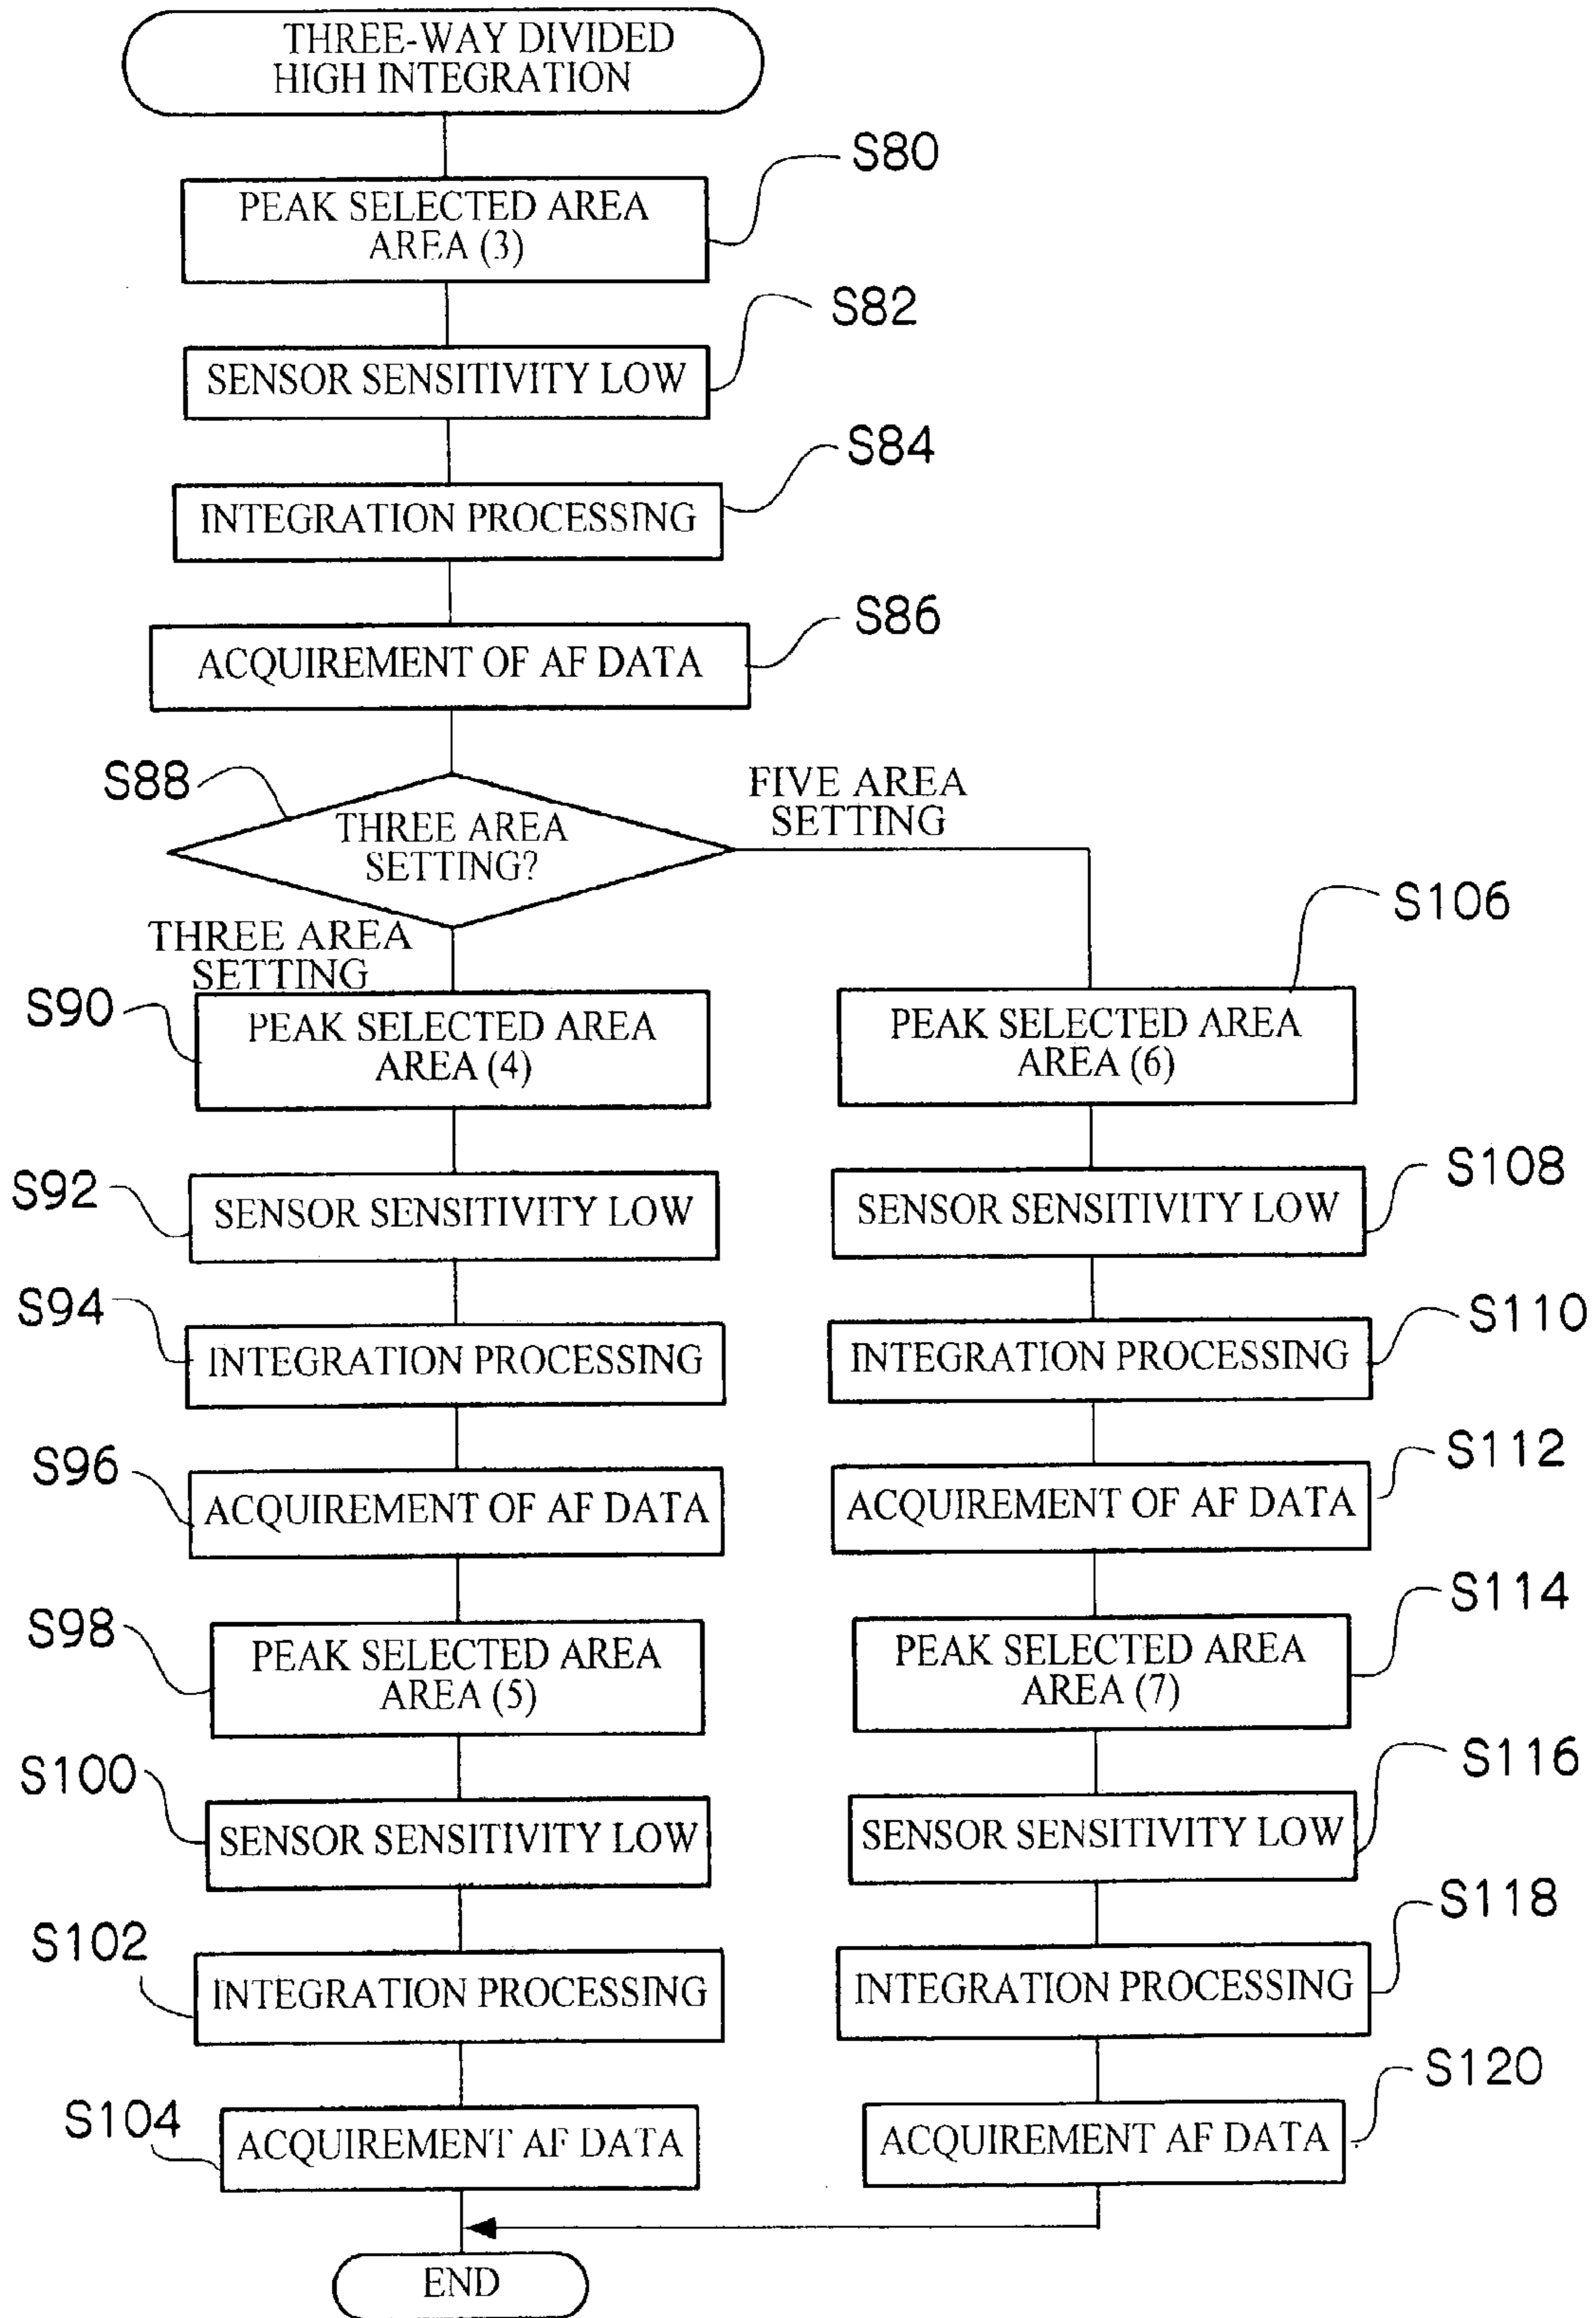 THREE-WAY DIVIDED
HIGH INTEGRATION
S80
PEAK SELECTED AREA
AREA (3)
S82
SENSOR SENSITIVITY LOW
S84
INTEGRATION PROCESSING
S86
ACQUIREMENT OF AF DATA
S88
THREE AREA
SETTING?
FIVE AREA
SETTING
THREE AREA
SETTING
S90
PEAK SELECTED AREA
AREA (4)
S92
SENSOR SENSITIVITY LOW
S94
INTEGRATION PROCESSING
S96
ACQUIREMENT OF AF DATA
S98
PEAK SELECTED AREA
AREA (5)
S100
SENSOR SENSITIVITY LOW
S102
INTEGRATION PROCESSING
S104
ACQUIREMENT AF DATA
S106
PEAK SELECTED AREA
AREA (6)
S108
SENSOR SENSITIVITY LOW
S110
INTEGRATION PROCESSING
S112
ACQUIREMENT OF AF DATA
S114
PEAK SELECTED AREA
AREA (7)
S116
SENSOR SENSITIVITY LOW
S118
INTEGRATION PROCESSING
S120
ACQUIREMENT AF DATA
END